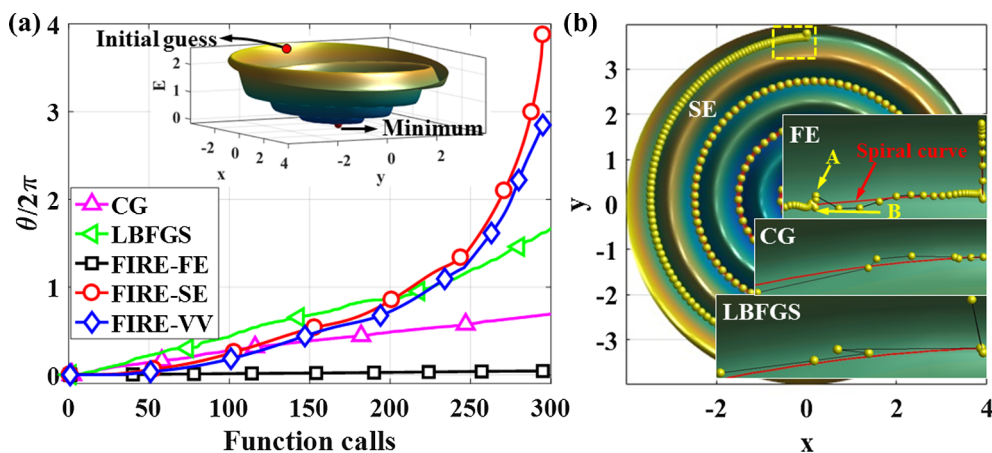 (a)
θ/2π
4
3
2
1
0
0 50 100 150 200 250 300
Function calls
Initial guess
E
2
1
0
-2 0 2 4
x
-2 0 2
y
Minimum
CG
LBFGS
FIRE-FE
FIRE-SE
FIRE-VV
(b)
y
4
3
2
1
0
-1
-2
-3
-2 0 2 4
x
SE
FE
A
Spiral curve
B
CG
LBFGS